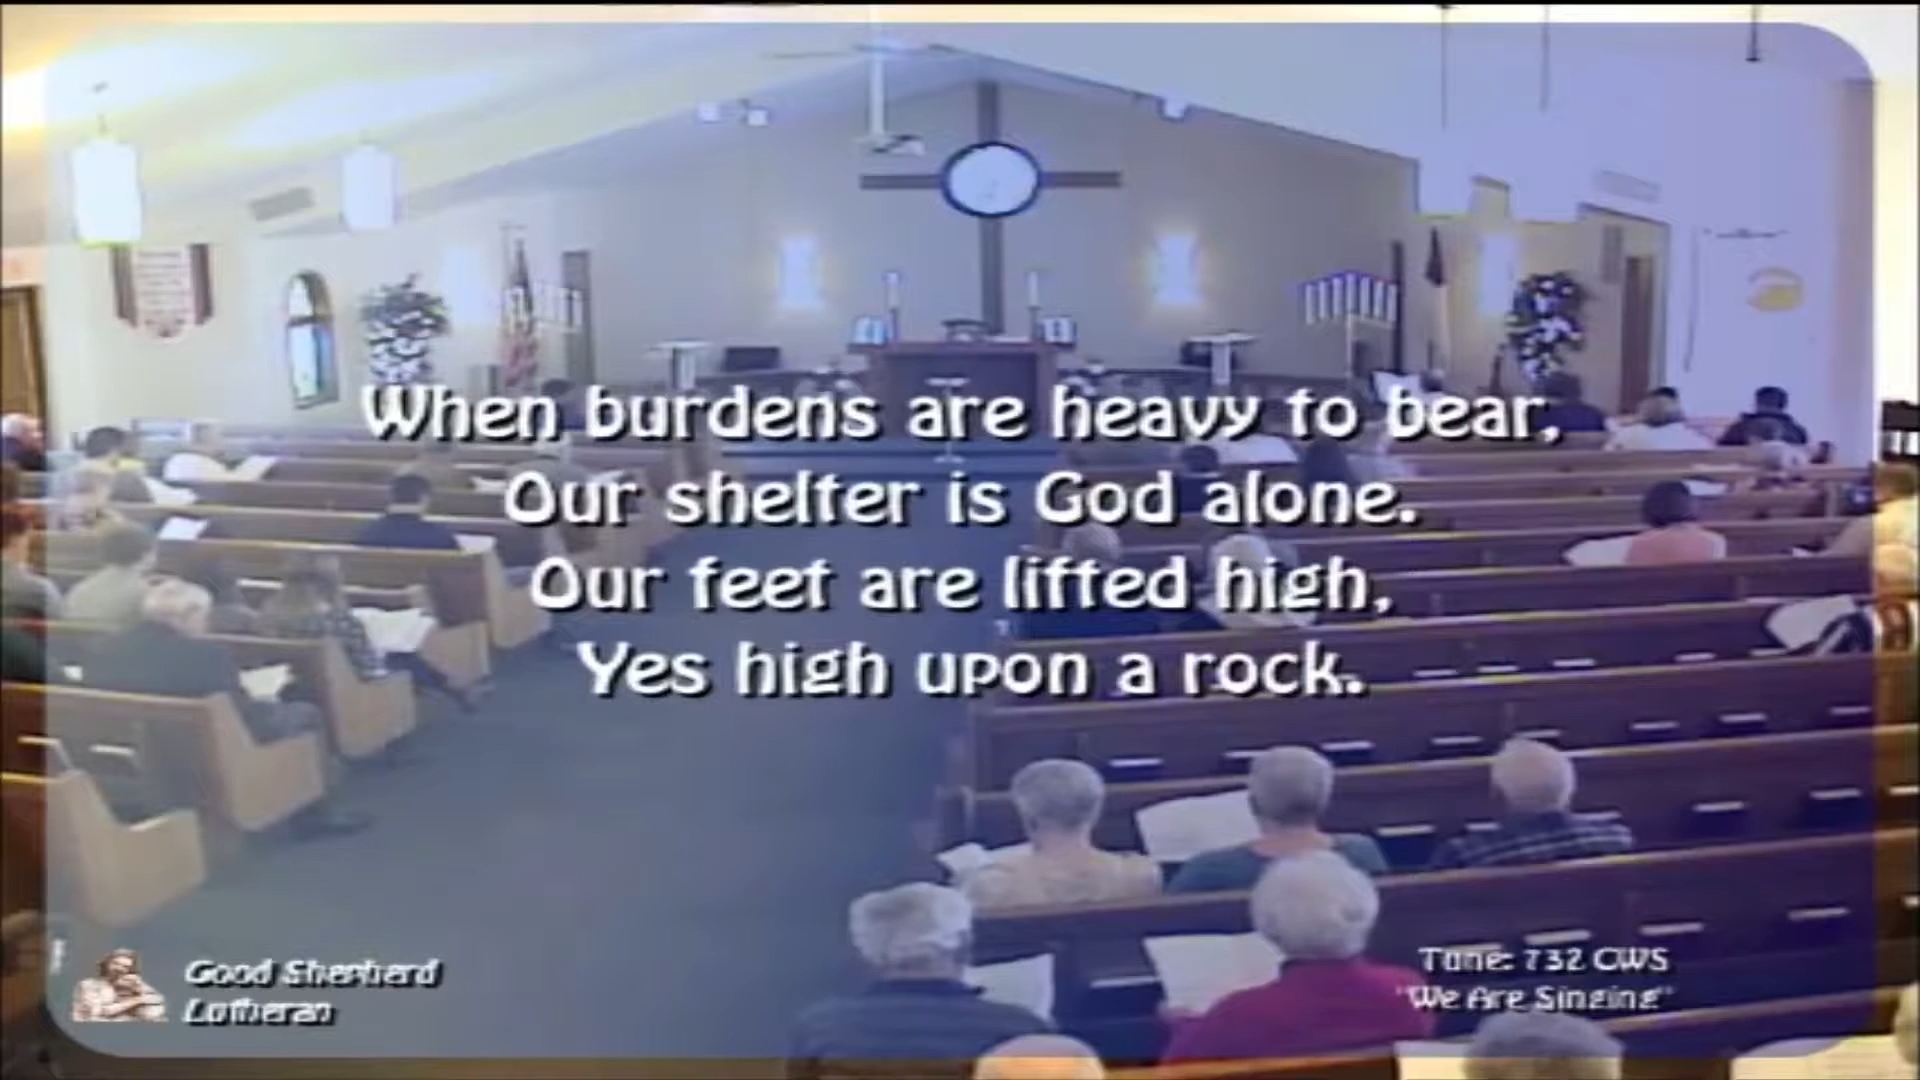 When burdens are heavy to bear,
Our shelter is God alone.
Our feet are lifted high,
Yes high upon a rock.
Good Shepherd
Lutheran
Tune: 732 CWS
"We Are Singing"